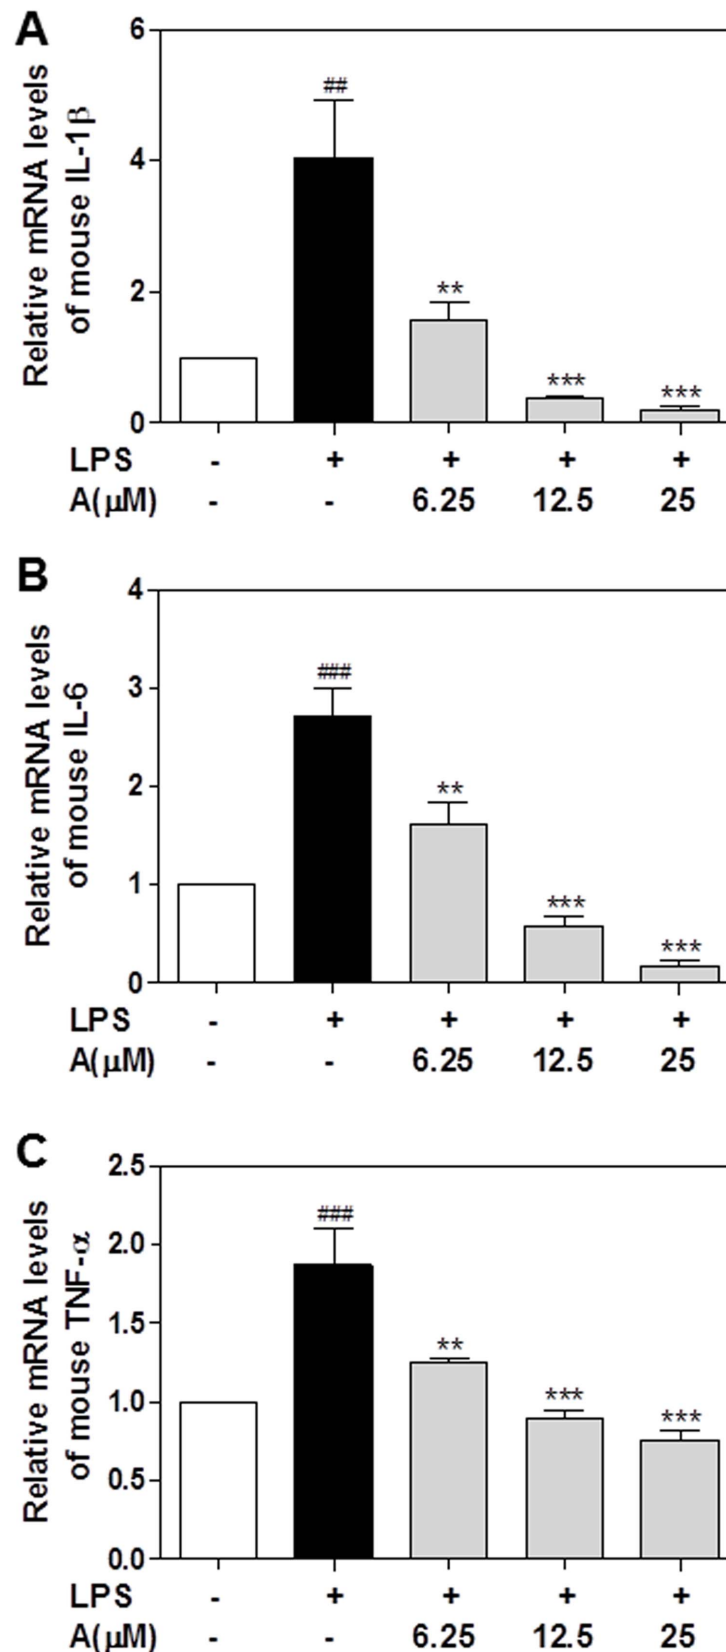 A
Relative mRNA levels
of mouse IL-1β
6
4
2
0
##
**
***
***
LPS - + + + +
A(μM) - - 6.25 12.5 25
B
Relative mRNA levels
of mouse IL-6
4
3
2
1
0
###
**
***
***
LPS - + + + +
A(μM) - - 6.25 12.5 25
C
Relative mRNA levels
of mouse TNF-α
2.5
2.0
1.5
1.0
0.5
0.0
###
**
***
***
LPS - + + + +
A(μM) - - 6.25 12.5 25